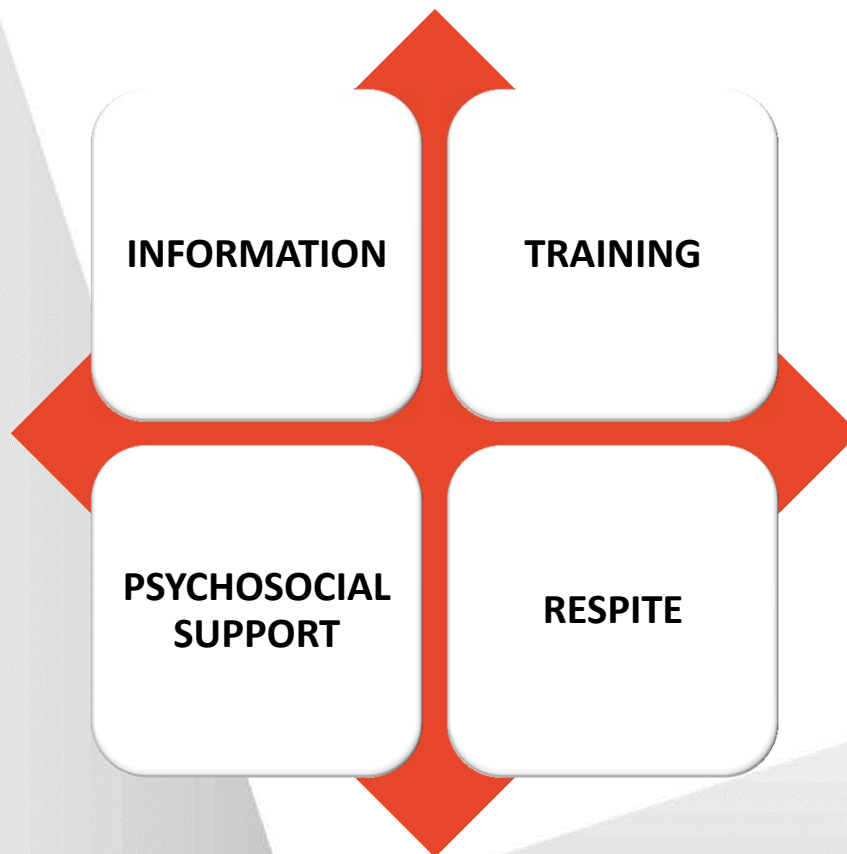 INFORMATION
TRAINING
PSYCHOSOCIAL
SUPPORT
RESPITE